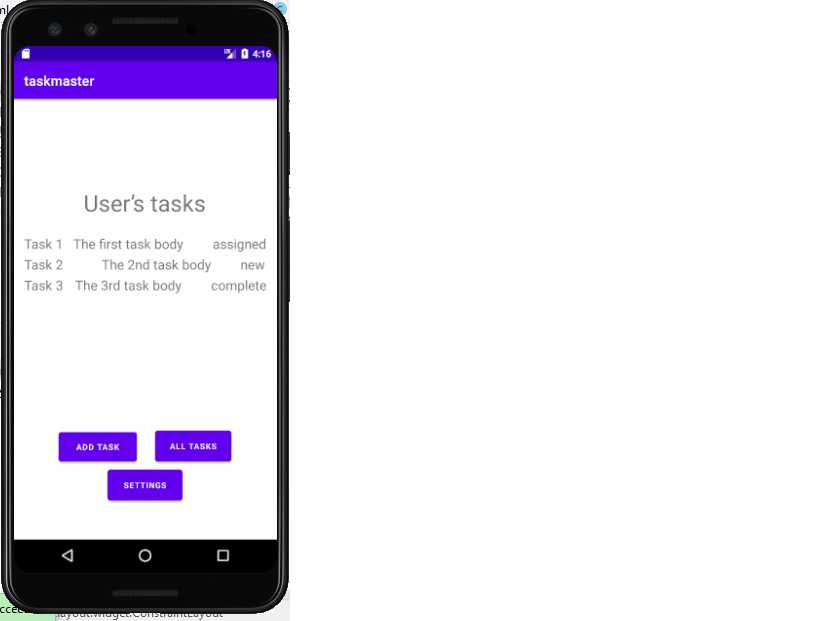 ml
4:16
taskmaster
User's tasks
Task 1 The first task body assigned
Task 2 The 2nd task body new
Task 3 The 3rd task body complete
ADD TASK
ALL TASKS
SETTINGS
.layout.widget.ConstraintLayout